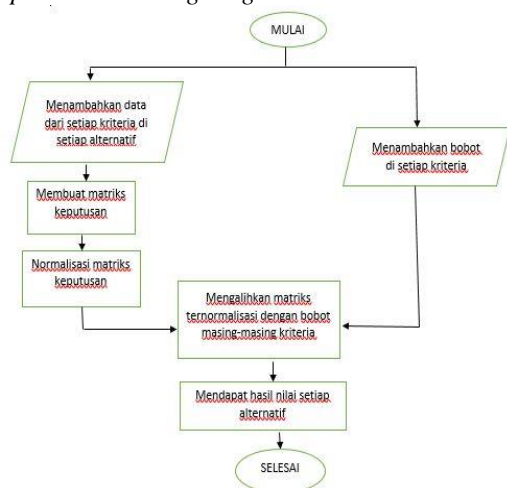 MULAI
Menambahkan data
dari setiap kriteria di
setiap alternatif
Menambahkan bobot
di setiap kriteria
Membuat matriks
keputusan
Normalisasi matriks
keputusan
Mengalihkan matriks
ternormalisasi dengan bobot
masing-masing kriteria
Mendapat hasil nilai setiap
alternatif
SELESAI